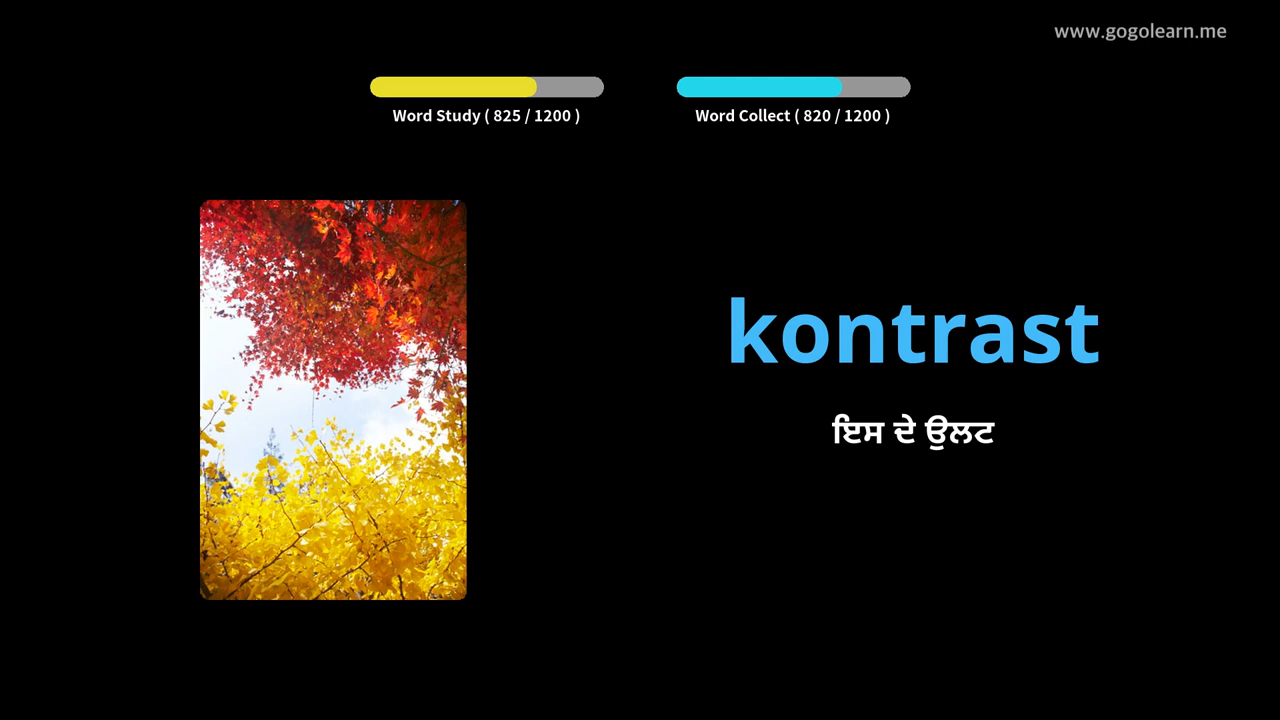 www.gogolearn.me
Word Study ( 825 / 1200 )
Word Collect ( 820 / 1200 )
kontrast
ਇਸ ਦੇ ਉਲਟ